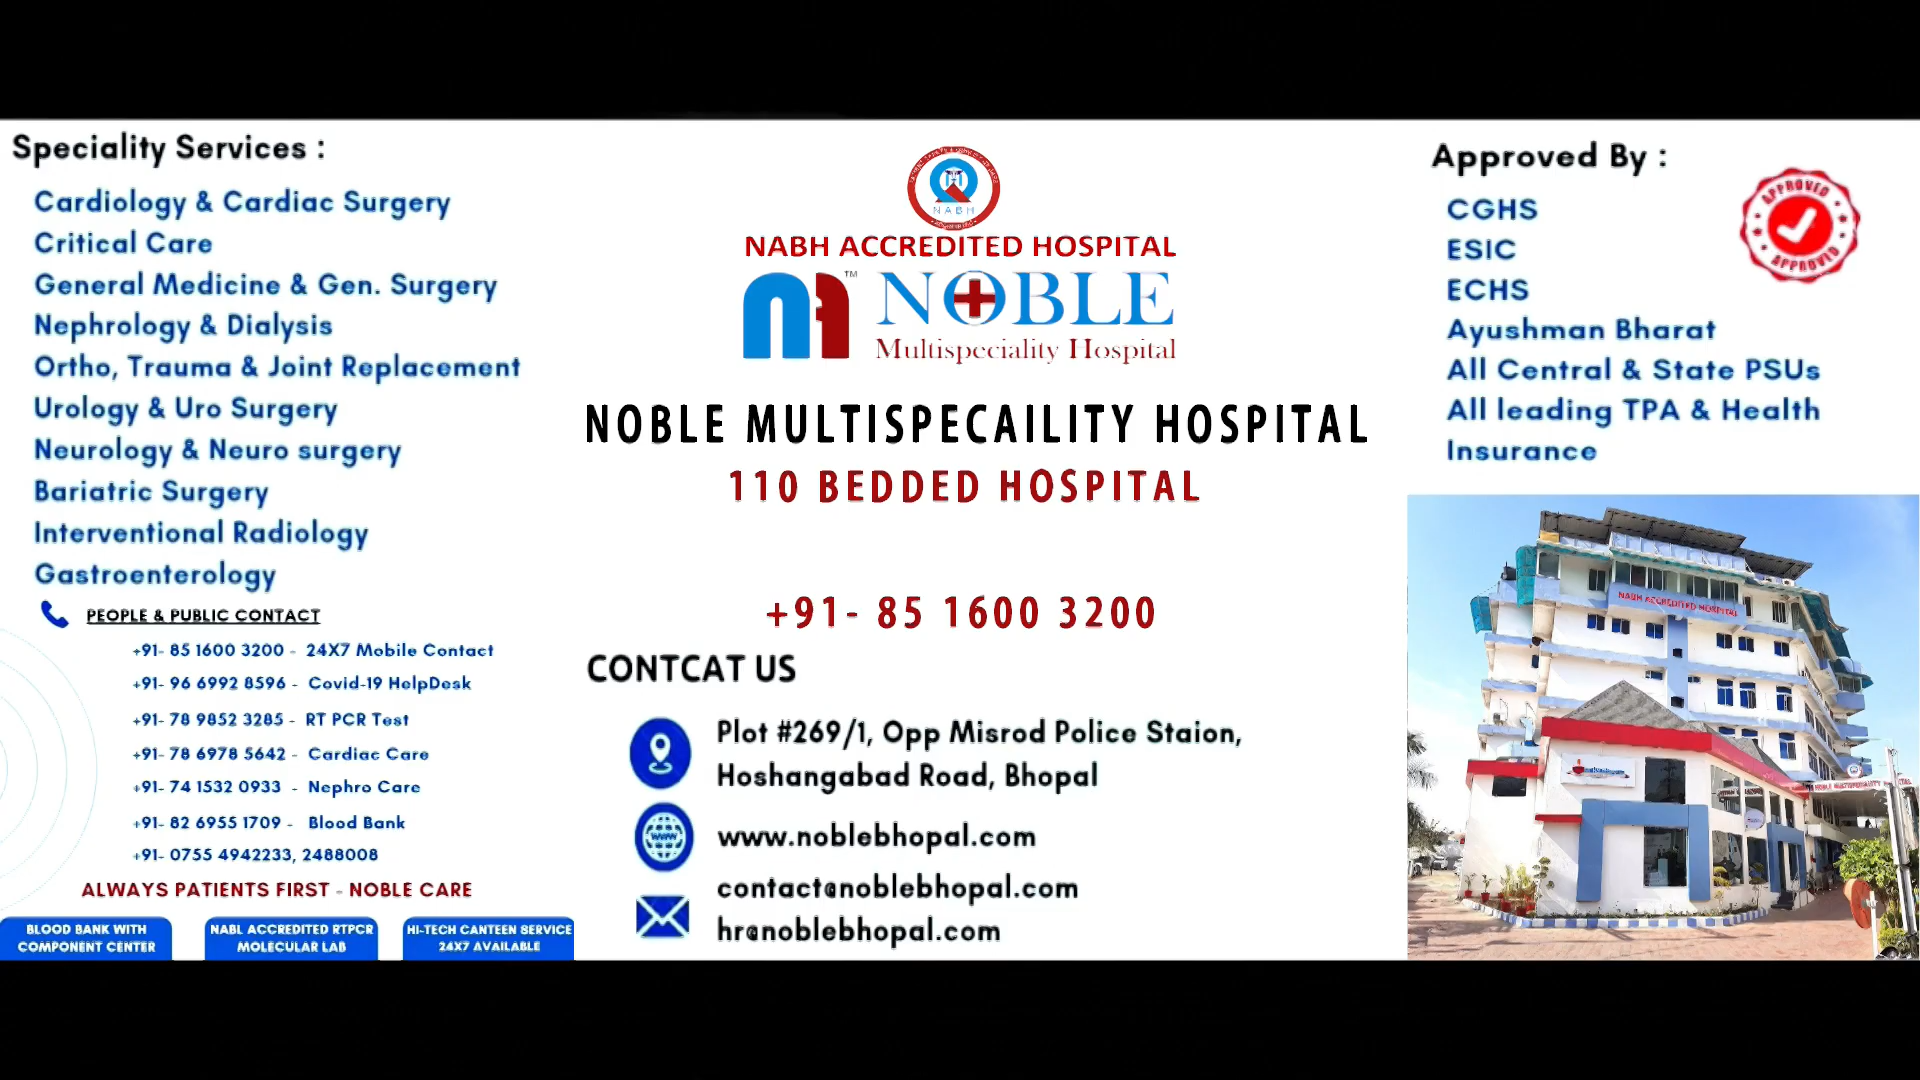 Speciality Services :
Cardiology & Cardiac Surgery
Critical Care
General Medicine & Gen. Surgery
Nephrology & Dialysis
Ortho, Trauma & Joint Replacement
Urology & Uro Surgery
Neurology & Neuro surgery
Bariatric Surgery
Interventional Radiology
Gastroenterology
PEOPLE & PUBLIC CONTACT
+91- 85 1600 3200 - 24X7 Mobile Contact
+91- 96 6992 8596 - Covid-19 HelpDesk
+91- 78 9852 3285 - RT PCR Test
+91- 78 6978 5642 - Cardiac Care
+91- 74 1532 0933 - Nephro Care
+91- 82 6955 1709 - Blood Bank
+91- 0755 4942233, 2488008
ALWAYS PATIENTS FIRST - NOBLE CARE
BLOOD BANK WITH
COMPONENT CENTER
NABL ACCREDITED RTPCR
MOLECULAR LAB
HI-TECH CANTEEN SERVICE
24X7 AVAILABLE
NABH
NABH ACCREDITED HOSPITAL
TM
NOBLE
Multispeciality Hospital
NOBLE MULTISPECAILITY HOSPITAL
110 BEDDED HOSPITAL
+91- 85 1600 3200
CONTCAT US
Plot #269/1, Opp Misrod Police Staion,
Hoshangabad Road, Bhopal
www
www.noblebhopal.com
contact@noblebhopal.com
hr@noblebhopal.com
Approved By :
CGHS
ESIC
ECHS
Ayushman Bharat
All Central & State PSUs
All leading TPA & Health
Insurance
APPROVED
APPROVED
NABH ACCREDITED HOSPITAL
NOBLE MULTISPECIALITY HOSPITAL